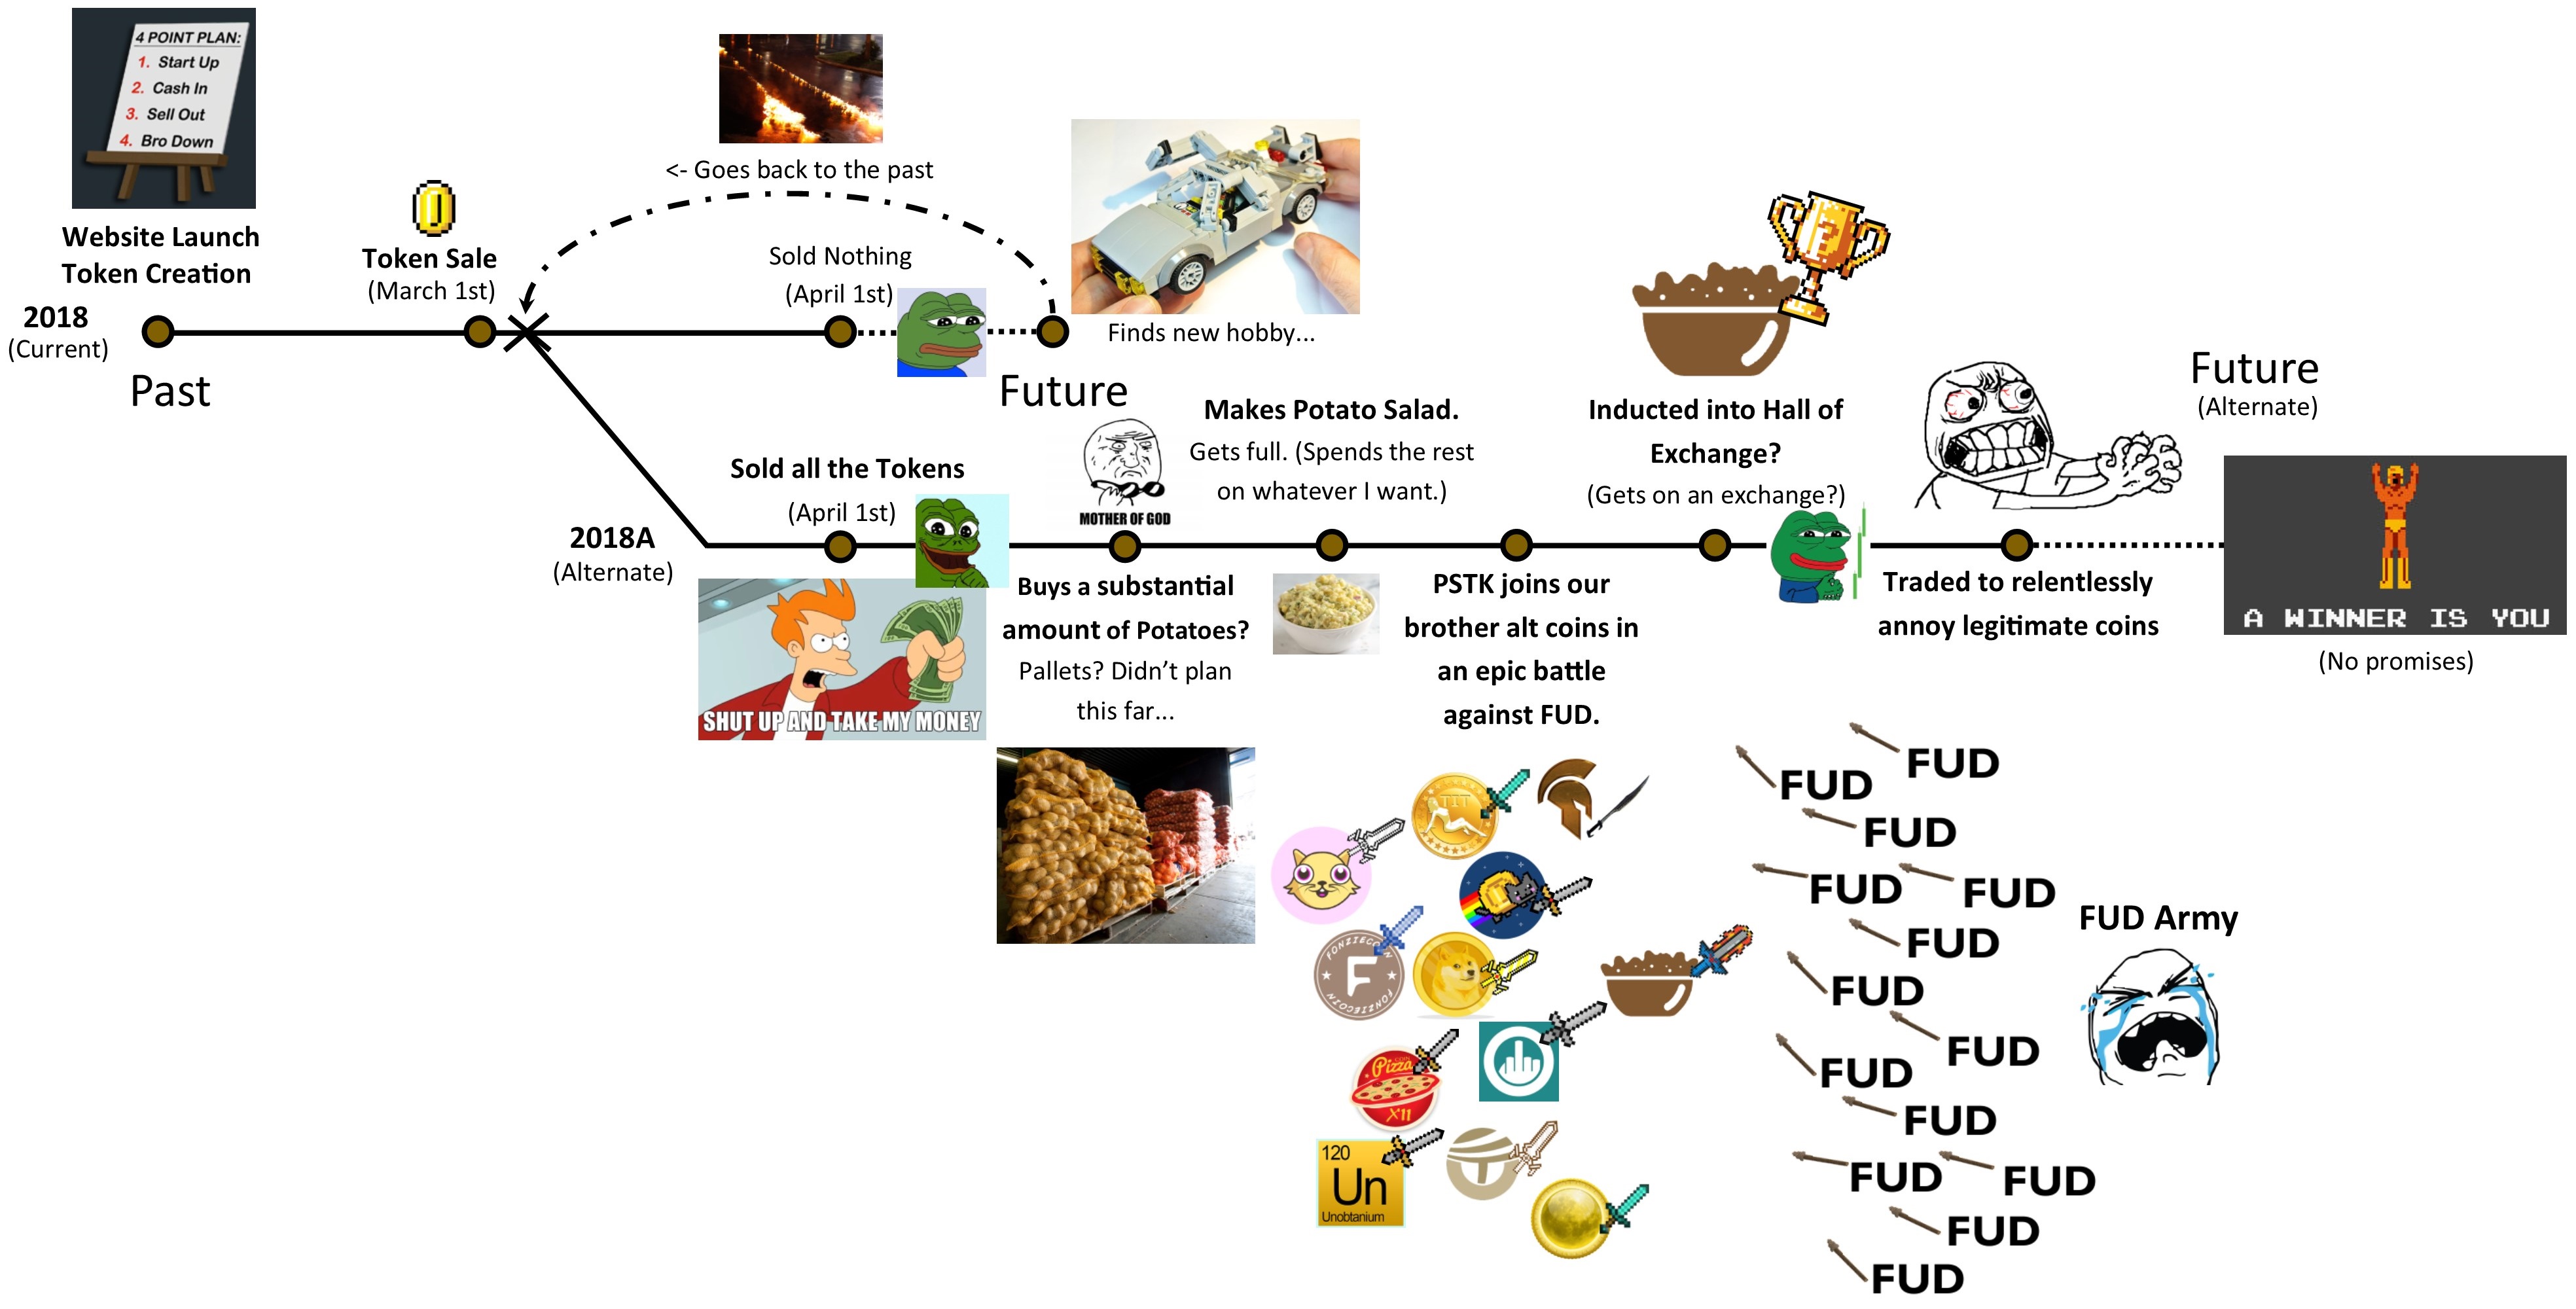 4 POINT PLAN:
1. Start Up
2. Cash In
3. Sell Out
4. Bro Down
Website Launch
Token Creation
2018
(Current)
Past
Token Sale
(March 1st)
<- Goes back to the past
Sold Nothing
(April 1st)
Finds new hobby...
Future
2018A
(Alternate)
Sold all the Tokens
(April 1st)
SHUT UP AND TAKE MY MONEY
MOTHER OF GOD
Buys a substantial
amount of Potatoes?
Pallets? Didn't plan
this far...
Makes Potato Salad.
Gets full. (Spends the rest
on whatever I want.)
PSTK joins our
brother alt coins in
an epic battle
against FUD.
Inducted into Hall of
Exchange?
(Gets on an exchange?)
Traded to relentlessly
annoy legitimate coins
Future
(Alternate)
A WINNER IS YOU
(No promises)
TIT
FONZIECOIN
F
FONZIECOIN
Pizza
COIN
X11
120
Un
Unobtanium
T
FUD
FUD
FUD
FUD
FUD
FUD
FUD
FUD
FUD
FUD
FUD
FUD
FUD
FUD
FUD Army